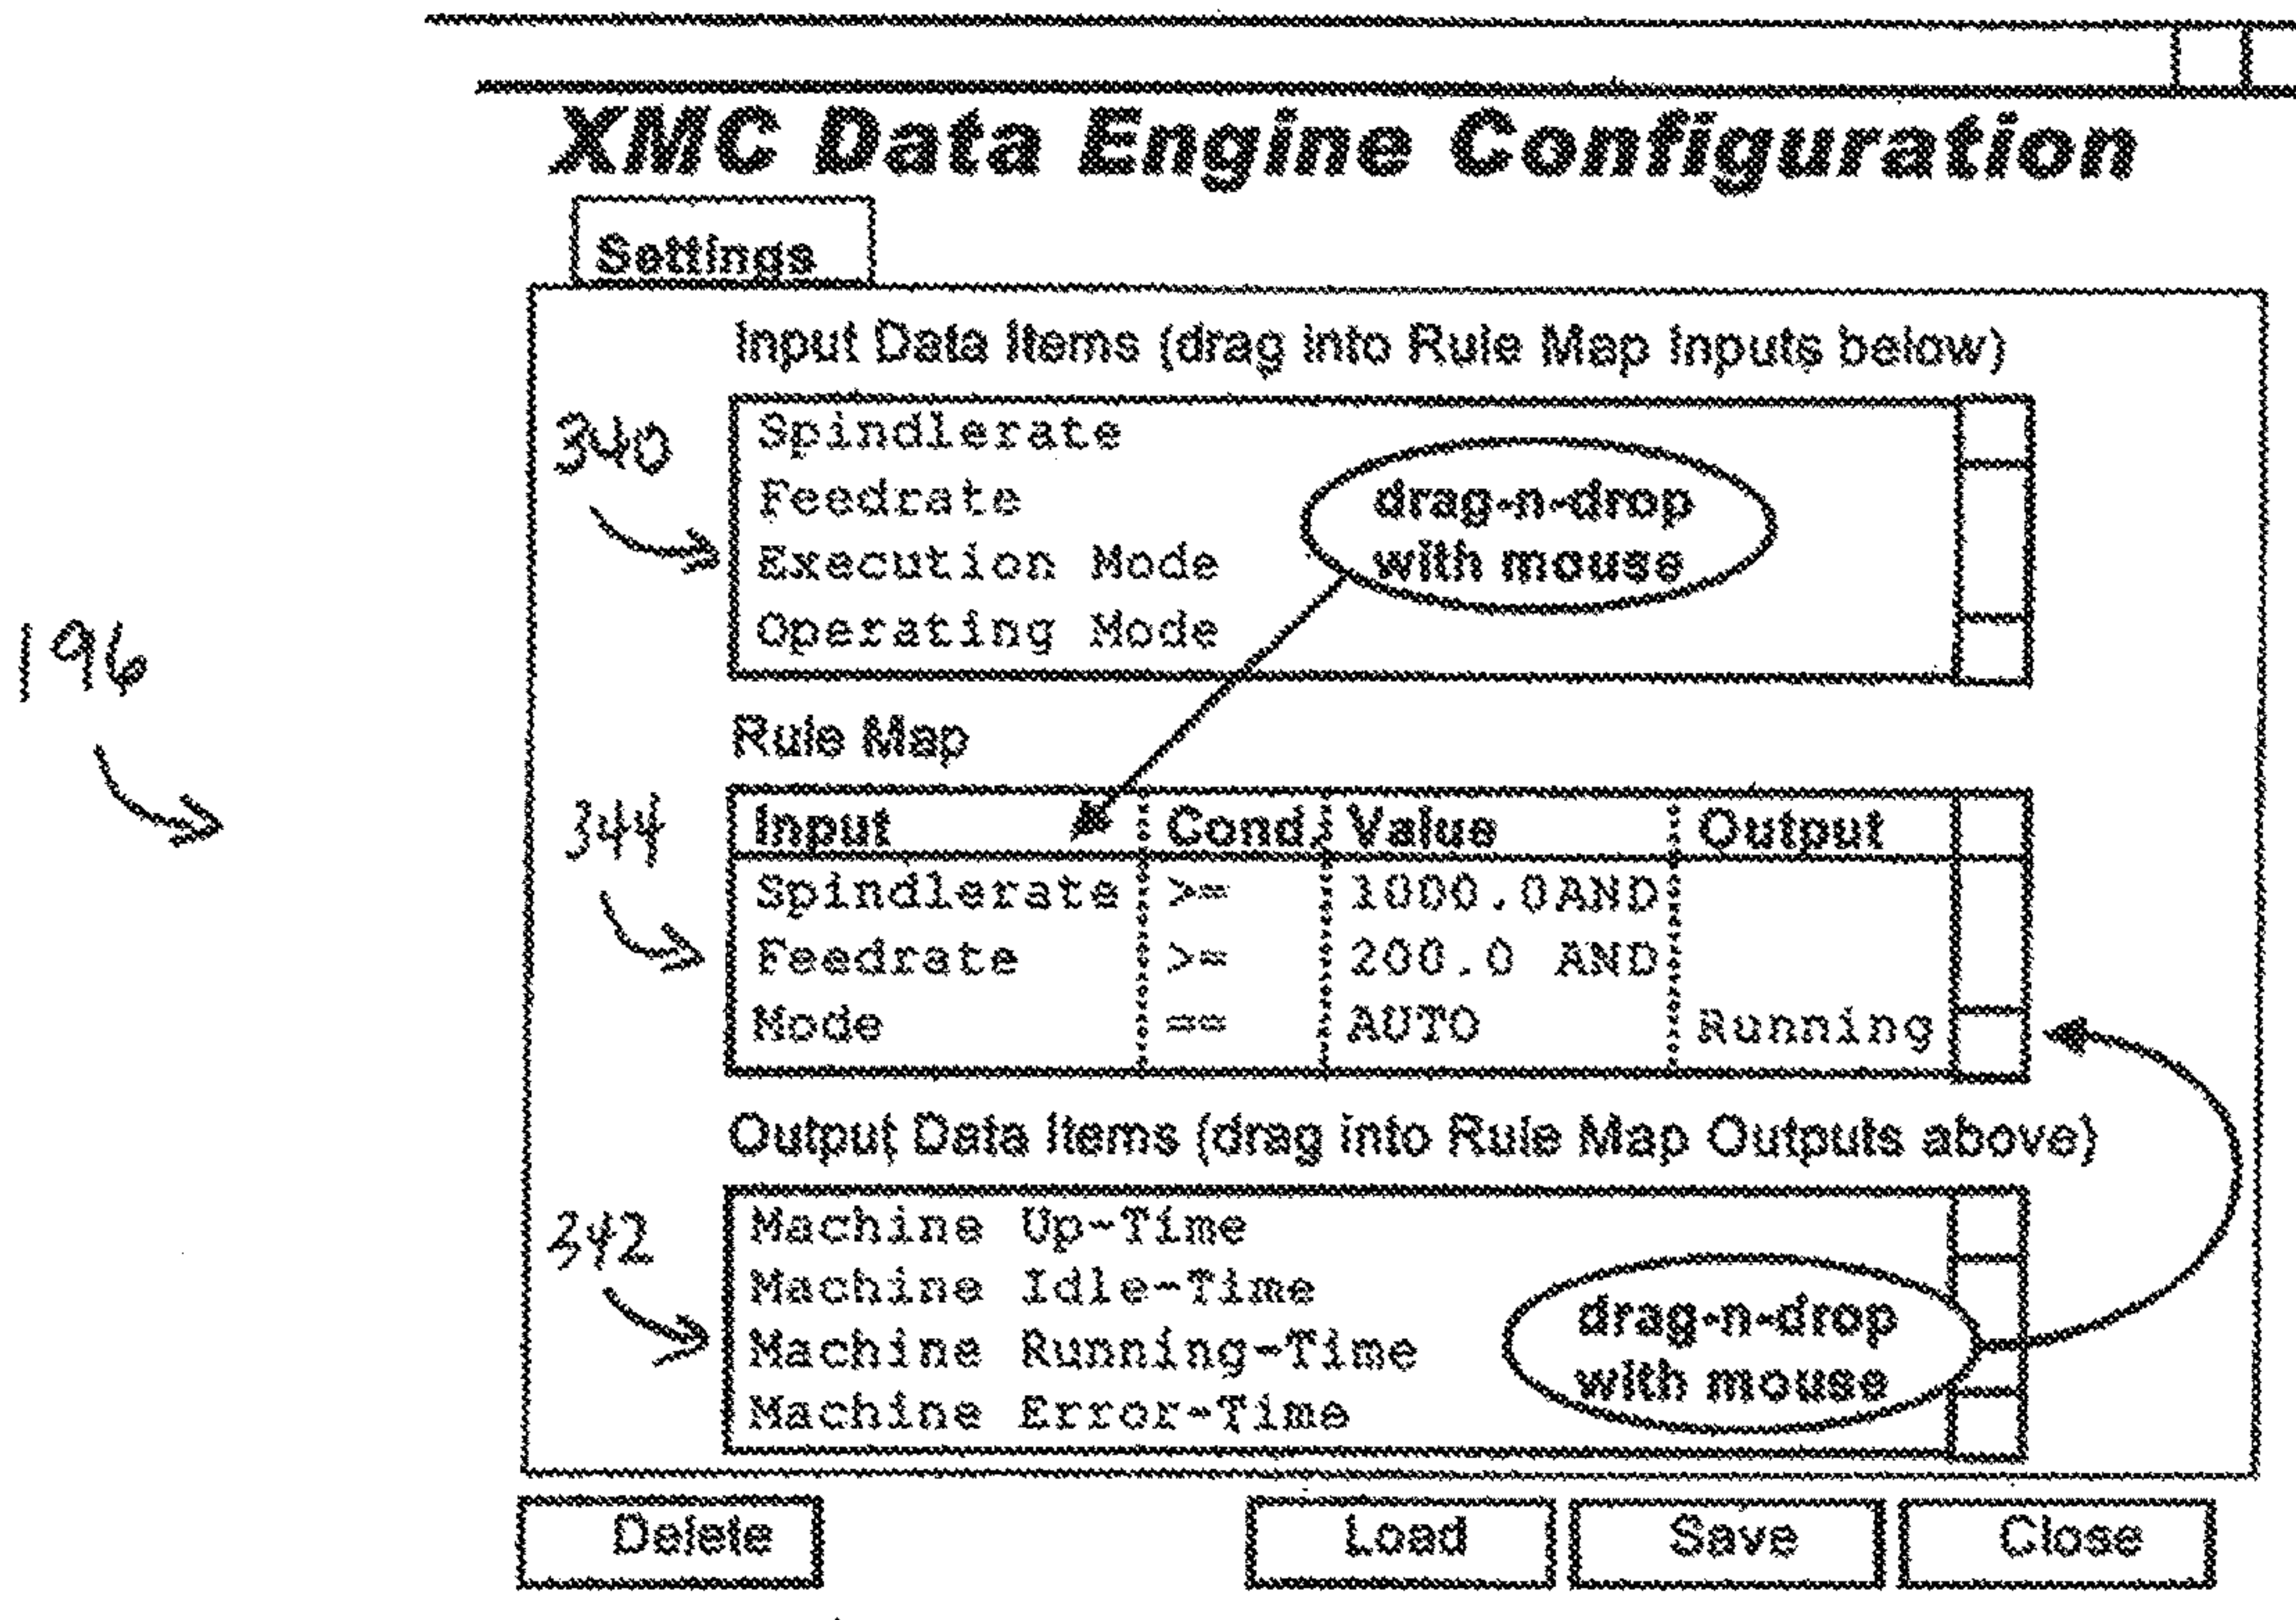 XMC Data Engine Configuration
Settings
Input Data Items (drag into Rule Map Inputs below)
340
Spindlerate
Feedrate
Execution Mode
Operating Mode
drag-n-drop
with mouse
196
Rule Map
344
Input Cond. Value Output
Spindlerate >= 1000.0AND
Feedrate >= 200.0 AND
Mode == AUTO Running
Output Data Items (drag into Rule Map Outputs above)
342
Machine Up-Time
Machine Idle-Time
Machine Running-Time
Machine Error-Time
drag-n-drop
with mouse
Delete Load Save Close